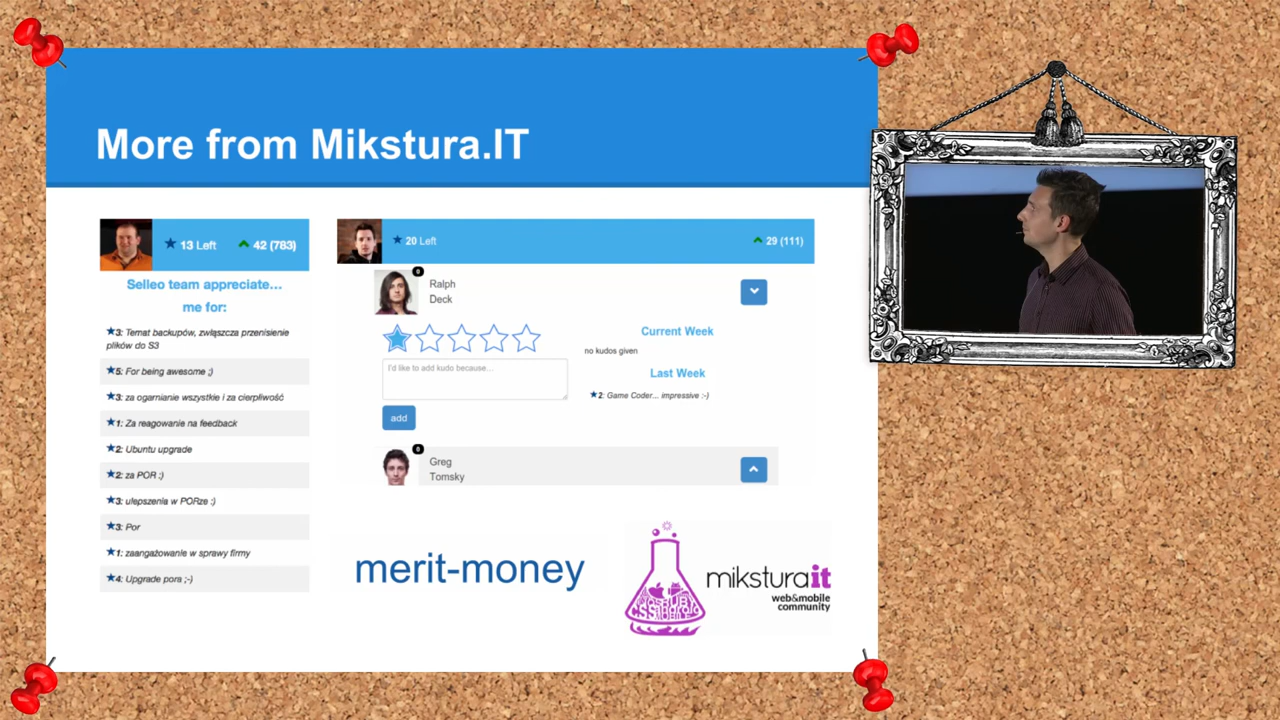 More from Mikstura.IT
13 Left 42 (783)
Selleo team appreciate...
me for:
3: Temat backupów, zwłąszcza przenisienie
plików do S3
5: For being awesome ;)
3: za ogarnianie wszystkie i za cierpliwość
1: Za reagowanie na feedback
2: Ubuntu upgrade
2: za POR :)
3: ulepszenia w PORze :)
3: Por
1: zaangażowanie w sprawy firmy
4: Upgrade pora ;-)
20 Left 29 (111)
0
Ralph
Deck
I'd like to add kudo because...
add
Current Week
no kudos given
Last Week
2: Game Coder... impressive :-)
0
Greg
Tomsky
merit-money
miksturait
web&mobile
community